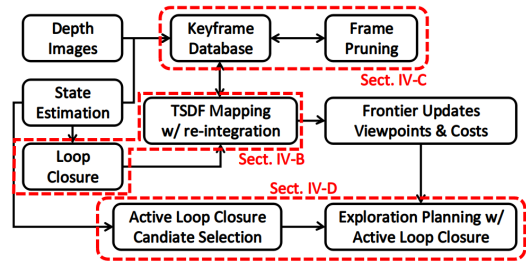 Depth
Images
Keyframe
Database
Frame
Pruning
Sect. IV-C
State
Estimation
TSDF Mapping
w/ re-integration
Frontier Updates
Viewpoints & Costs
Loop
Closure
Sect. IV-B
Sect. IV-D
Active Loop Closure
Candiate Selection
Exploration Planning w/
Active Loop Closure